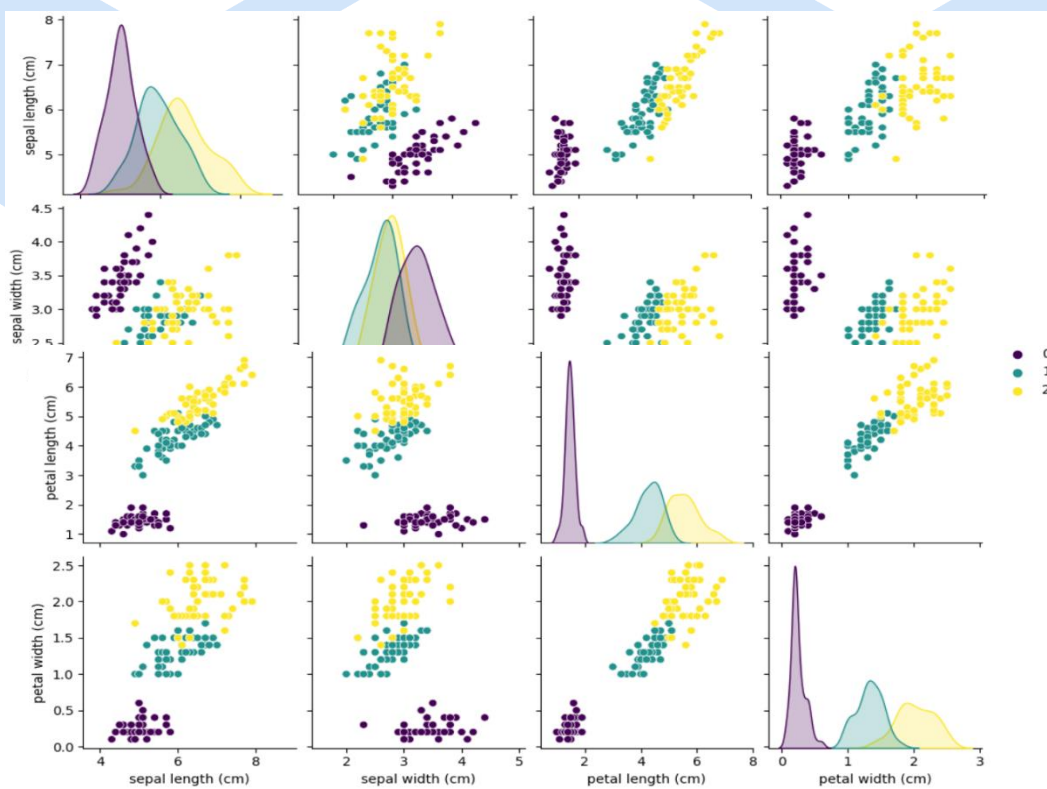 8
7
6
5
sepal length (cm)
4.5
4.0
3.5
3.0
2.5
sepal width (cm)
7
6
5
4
3
2
1
petal length (cm)
0
1
2
2.5
2.0
1.5
1.0
0.5
0.0
petal width (cm)
4 6 8
2 3 4 5
2 4 6 8
0 1 2 3
sepal length (cm) sepal width (cm) petal length (cm) petal width (cm)